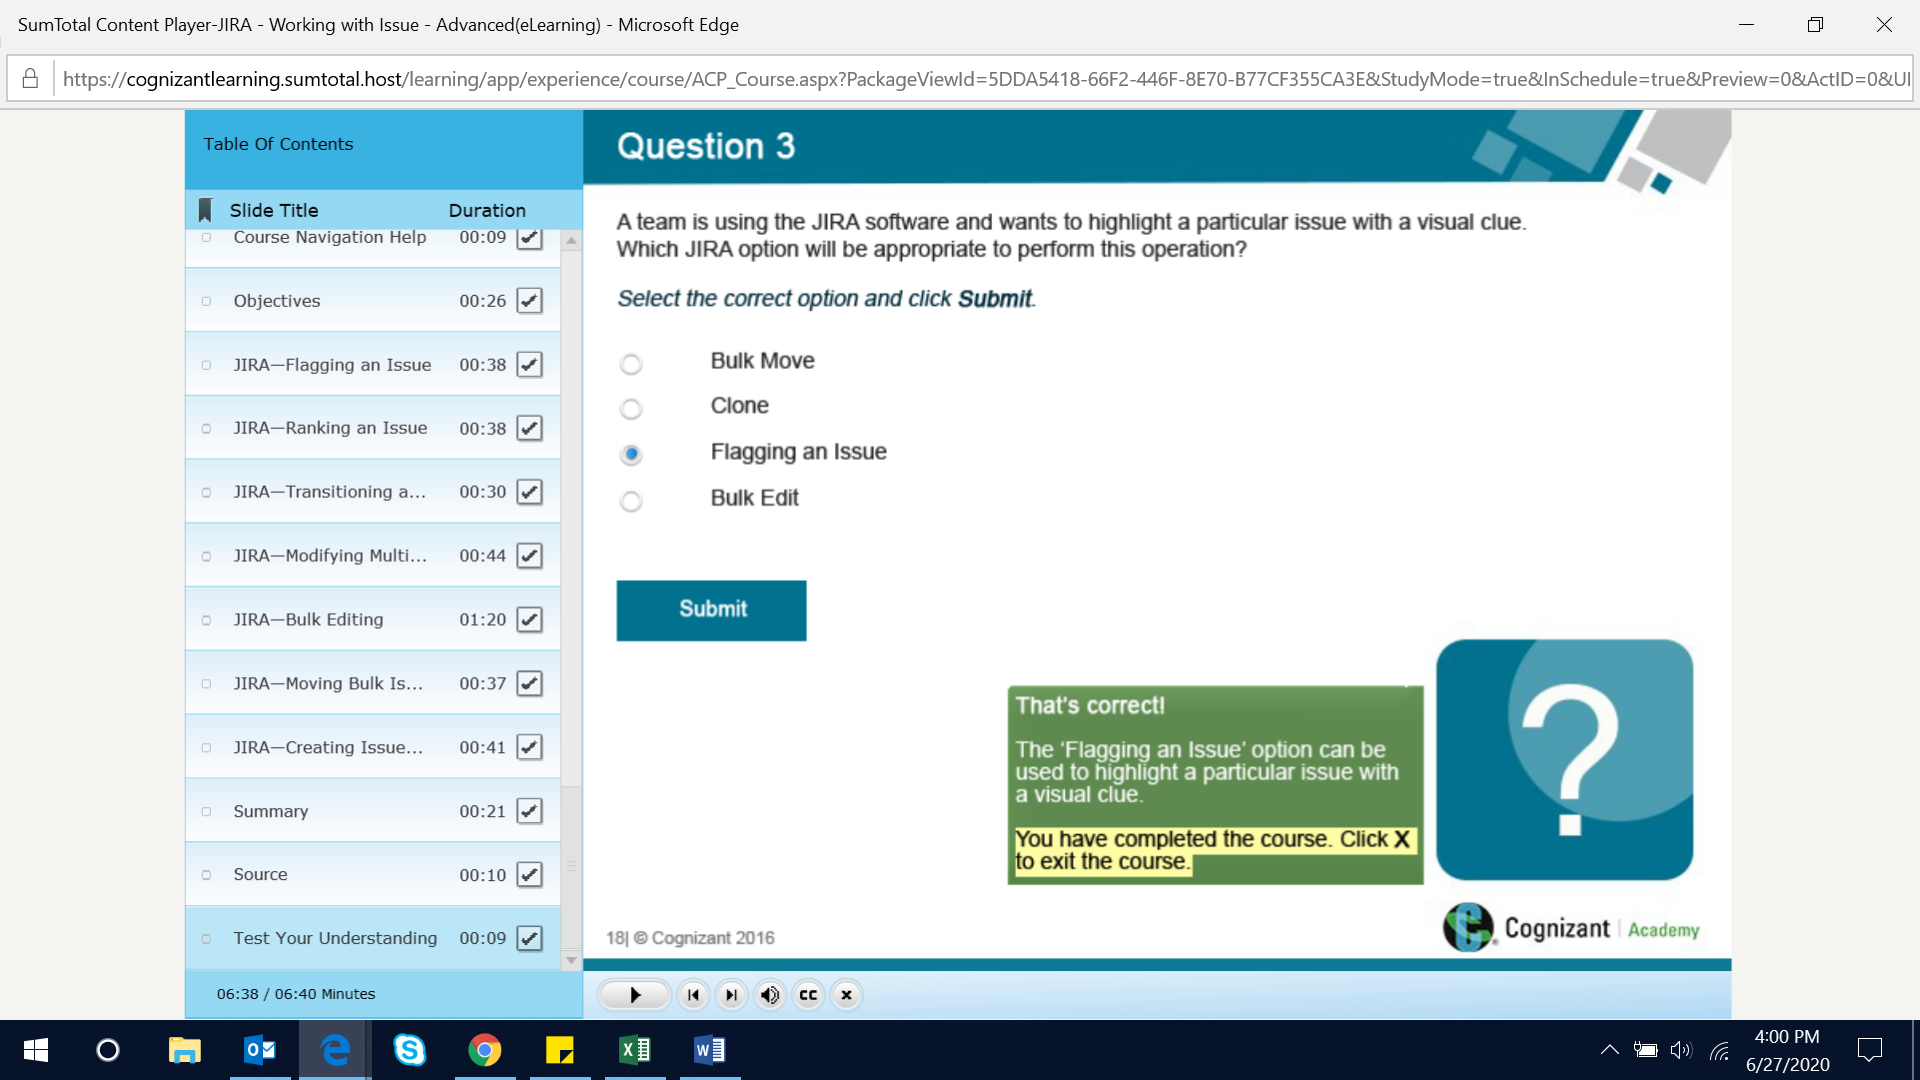 SumTotal Content Player-JIRA - Working with Issue - Advanced(eLearning) - Microsoft Edge
https://cognizantlearning.sumtotal.host/learning/app/experience/course/ACP_Course.aspx?PackageViewId=5DDA5418-66F2-446F-8E70-B77CF355CA3E&StudyMode=true&InSchedule=true&Preview=0&ActID=0&UI
Table Of Contents
Slide Title Duration
Course Navigation Help 00:09
Objectives 00:26
JIRA—Flagging an Issue 00:38
JIRA—Ranking an Issue 00:38
JIRA—Transitioning a... 00:30
JIRA—Modifying Multi... 00:44
JIRA—Bulk Editing 01:20
JIRA—Moving Bulk Is... 00:37
JIRA—Creating Issue... 00:41
Summary 00:21
Source 00:10
Test Your Understanding 00:09
06:38 / 06:40 Minutes
Question 3
A team is using the JIRA software and wants to highlight a particular issue with a visual clue.
Which JIRA option will be appropriate to perform this operation?
Select the correct option and click Submit.
Bulk Move
Clone
Flagging an Issue
Bulk Edit
Submit
That's correct!
The ‘Flagging an Issue’ option can be
used to highlight a particular issue with
a visual clue.
You have completed the course. Click X
to exit the course.
?
18| © Cognizant 2016
Cognizant | Academy
CC
4:00 PM
6/27/2020